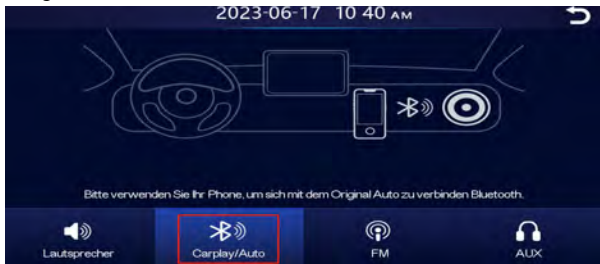 2023-06-17 10 40 AM
Bitte verwenden Sie Ihr Phone, um sich mit dem Original Auto zu verbinden Bluetooth.
Lautsprecher
Carplay/Auto
FM
AUX